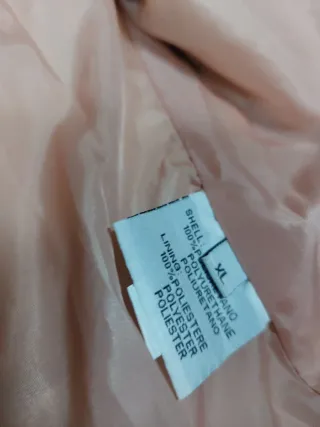 SHELL
100%P
POLYURETHANE
POLIURETANO
LINING
100%POLIESTERE
POLYESTER
POLIESTER
XL